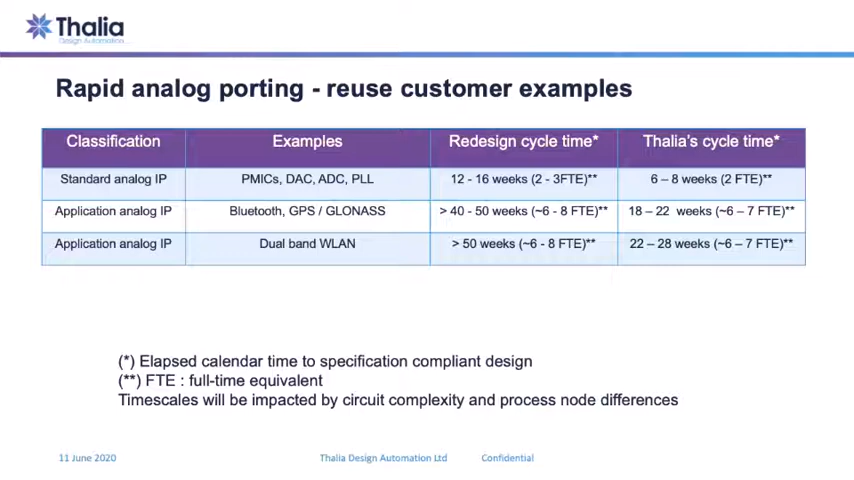 Thalia
Design Automation
Rapid analog porting - reuse customer examples
Classification Examples Redesign cycle time* Thalia's cycle time*
Standard analog IP PMICs, DAC, ADC, PLL 12 - 16 weeks (2 - 3FTE)** 6 – 8 weeks (2 FTE)**
Application analog IP Bluetooth, GPS / GLONASS > 40 - 50 weeks (~6 - 8 FTE)** 18 – 22 weeks (~6 – 7 FTE)**
Application analog IP Dual band WLAN > 50 weeks (~6 - 8 FTE)** 22 – 28 weeks (~6 – 7 FTE)**
(*) Elapsed calendar time to specification compliant design
(**) FTE : full-time equivalent
Timescales will be impacted by circuit complexity and process node differences
11 June 2020 Thalia Design Automation Ltd Confidential